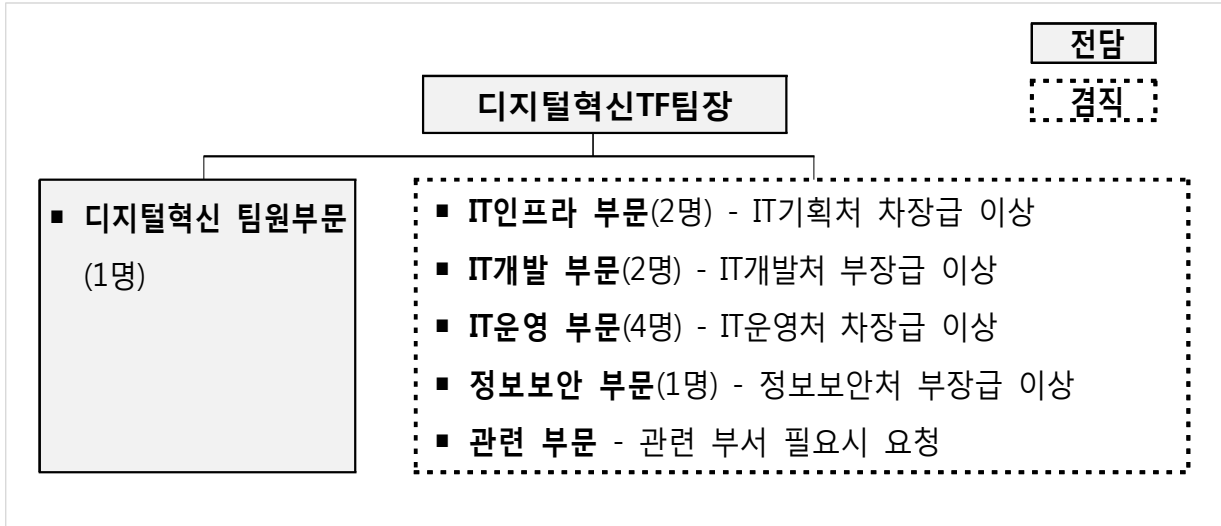 전담
겸직
디지털혁신TF팀장
▪ 디지털혁신 팀원부문
(1명)
▪ IT인프라 부문(2명) - IT기획처 차장급 이상
▪ IT개발 부문(2명) - IT개발처 부장급 이상
▪ IT운영 부문(4명) - IT운영처 차장급 이상
▪ 정보보안 부문(1명) - 정보보안처 부장급 이상
▪ 관련 부문 - 관련 부서 필요시 요청